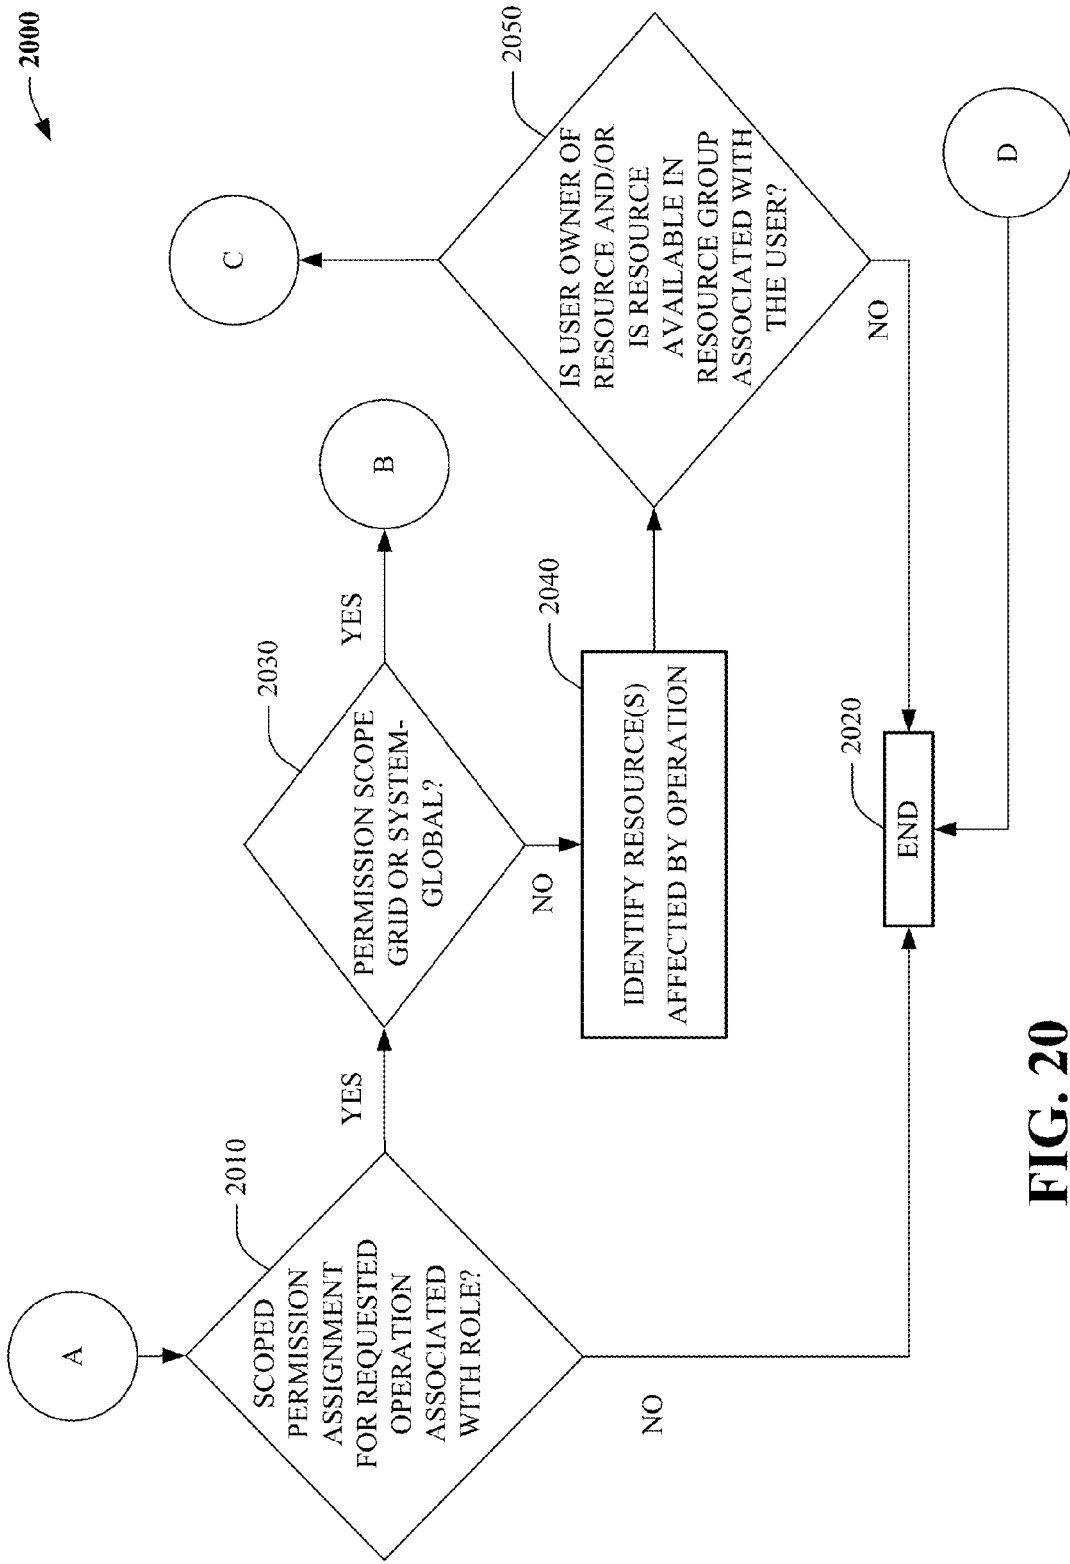 2000
A
2010
SCOPED
PERMISSION
ASSIGNMENT
FOR REQUESTED
OPERATION
ASSOCIATED
WITH ROLE?
YES
NO
2030
PERMISSION SCOPE
GRID OR SYSTEM-
GLOBAL?
YES
B
NO
2040
IDENTIFY RESOURCE(S)
AFFECTED BY OPERATION
C
2050
IS USER OWNER OF
RESOURCE AND/OR
IS RESOURCE
AVAILABLE IN
RESOURCE GROUP
ASSOCIATED WITH
THE USER?
NO
2020
END
D
FIG. 20